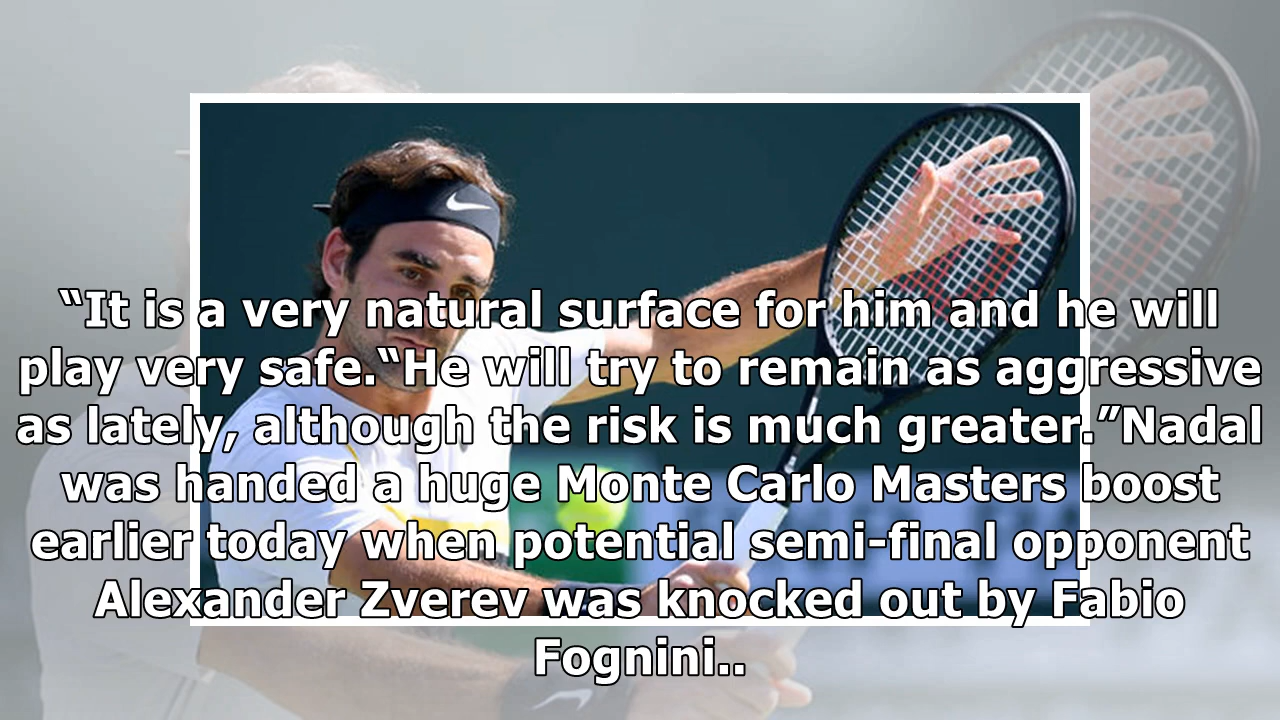 “It is a very natural surface for him and he will
play very safe.“He will try to remain as aggressive
as lately, although the risk is much greater.”Nadal
was handed a huge Monte Carlo Masters boost
earlier today when potential semi-final opponent
Alexander Zverev was knocked out by Fabio
Fognini..